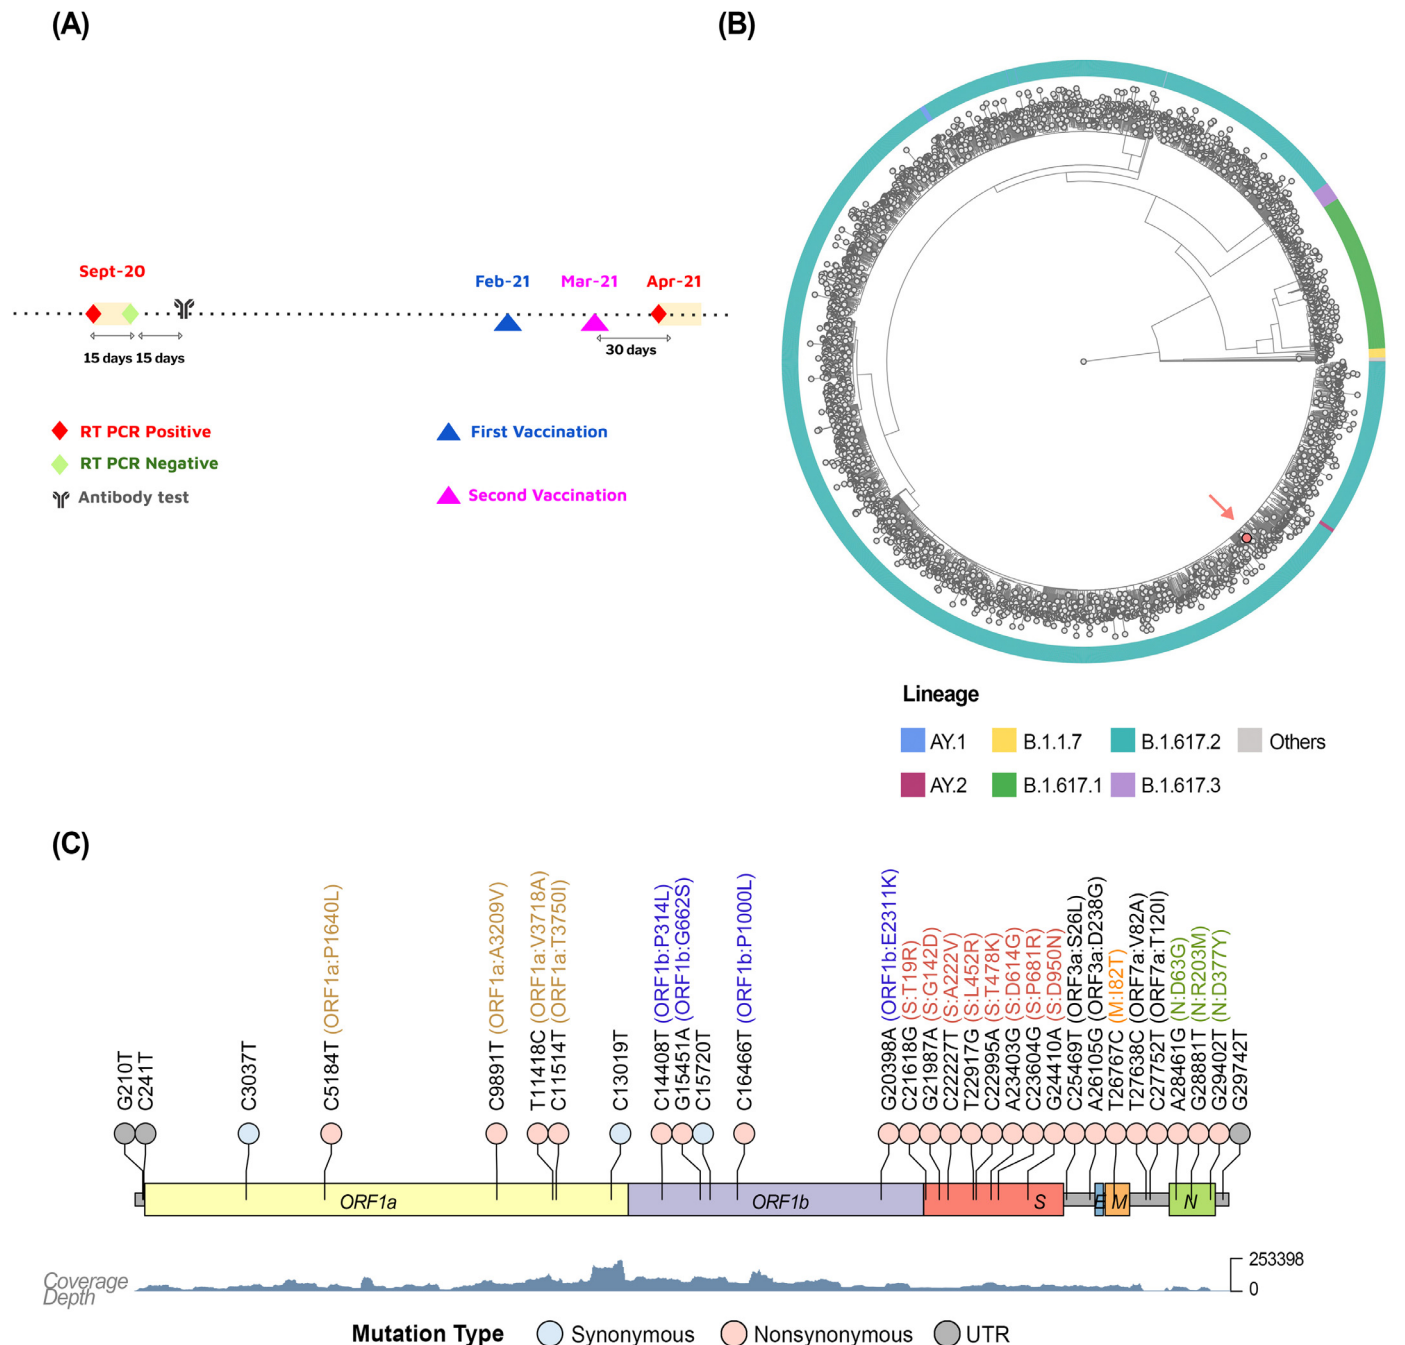 (A)
Sept-20
Feb-21
Mar-21
Apr-21
15 days 15 days
30 days
RT PCR Positive
RT PCR Negative
Antibody test
First Vaccination
Second Vaccination
(B)
Lineage
AY.1
B.1.1.7
B.1.617.2
Others
AY.2
B.1.617.1
B.1.617.3
(C)
G210T
C241T
C3037T
C5184T (ORF1a:P1640L)
C9891T (ORF1a:A3209V)
T11418C (ORF1a:V3718A)
C11514T (ORF1a:T3750I)
C13019T
C14408T (ORF1b:P314L)
G15451A (ORF1b:G662S)
C15720T
C16466T (ORF1b:P1000L)
G20398A (ORF1b:E2311K)
C21618G (S:T19R)
G21987A (S:G142D)
C22227T (S:A222V)
T22917G (S:L452R)
C22995A (S:T478K)
A23403G (S:D614G)
C23604G (S:P681R)
G24410A (S:D950N)
C25469T (ORF3a:S26L)
A26105G (ORF3a:D238G)
T26767C (M:I82T)
T27638C (ORF7a:V82A)
C27752T (ORF7a:T120I)
A28461G (N:D63G)
G28881T (N:R203M)
G29402T (N:D377Y)
G29742T
ORF1a
ORF1b
S
E
M
N
Coverage
Depth
253398
0
Mutation Type
Synonymous
Nonsynonymous
UTR